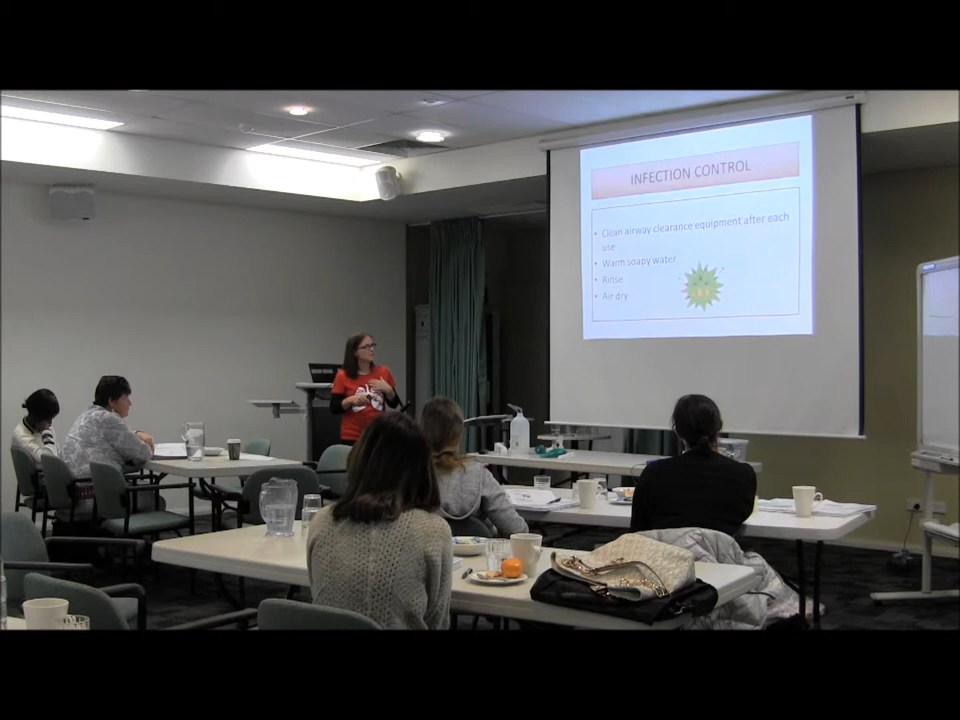 INFECTION CONTROL
• Clean airway clearance equipment after each
use
• Warm soapy water
• Rinse
• Air dry